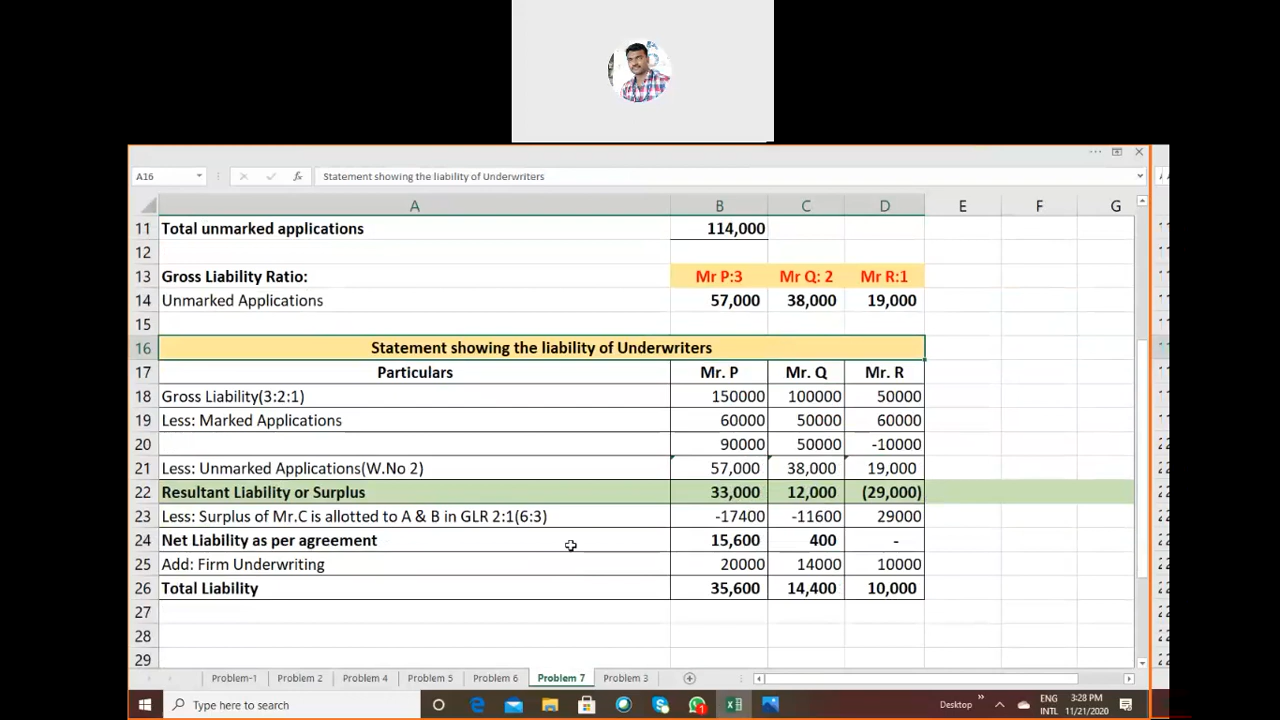 A16
Statement showing the liability of Underwriters
A B C D E F G
11 Total unmarked applications 114,000
12
13 Gross Liability Ratio: Mr P:3 Mr Q: 2 Mr R:1
14 Unmarked Applications 57,000 38,000 19,000
15
16 Statement showing the liability of Underwriters
17 Particulars Mr. P Mr. Q Mr. R
18 Gross Liability(3:2:1) 150000 100000 50000
19 Less: Marked Applications 60000 50000 60000
20 90000 50000 -10000
21 Less: Unmarked Applications(W.No 2) 57,000 38,000 19,000
22 Resultant Liability or Surplus 33,000 12,000 (29,000)
23 Less: Surplus of Mr.C is allotted to A & B in GLR 2:1(6:3) -17400 -11600 29000
24 Net Liability as per agreement 15,600 400 -
25 Add: Firm Underwriting 20000 14000 10000
26 Total Liability 35,600 14,400 10,000
27
28
29
Problem-1 Problem 2 Problem 4 Problem 5 Problem 6 Problem 7 Problem 3
Type here to search Desktop ENG 3:28 PM
INTL 11/21/2020